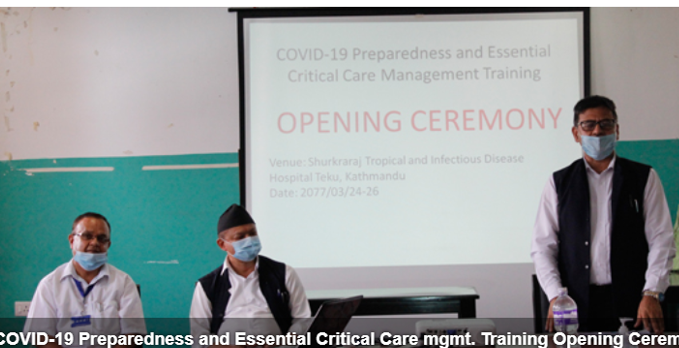 COVID-19 Preparedness and Essential
Critical Care Management Training
OPENING CEREMONY
Venue: Shurkraraj Tropical and Infectious Disease
Hospital Teku, Kathmandu
Date: 2077/03/24-26
COVID-19 Preparedness and Essential Critical Care mgmt. Training Opening Cerem